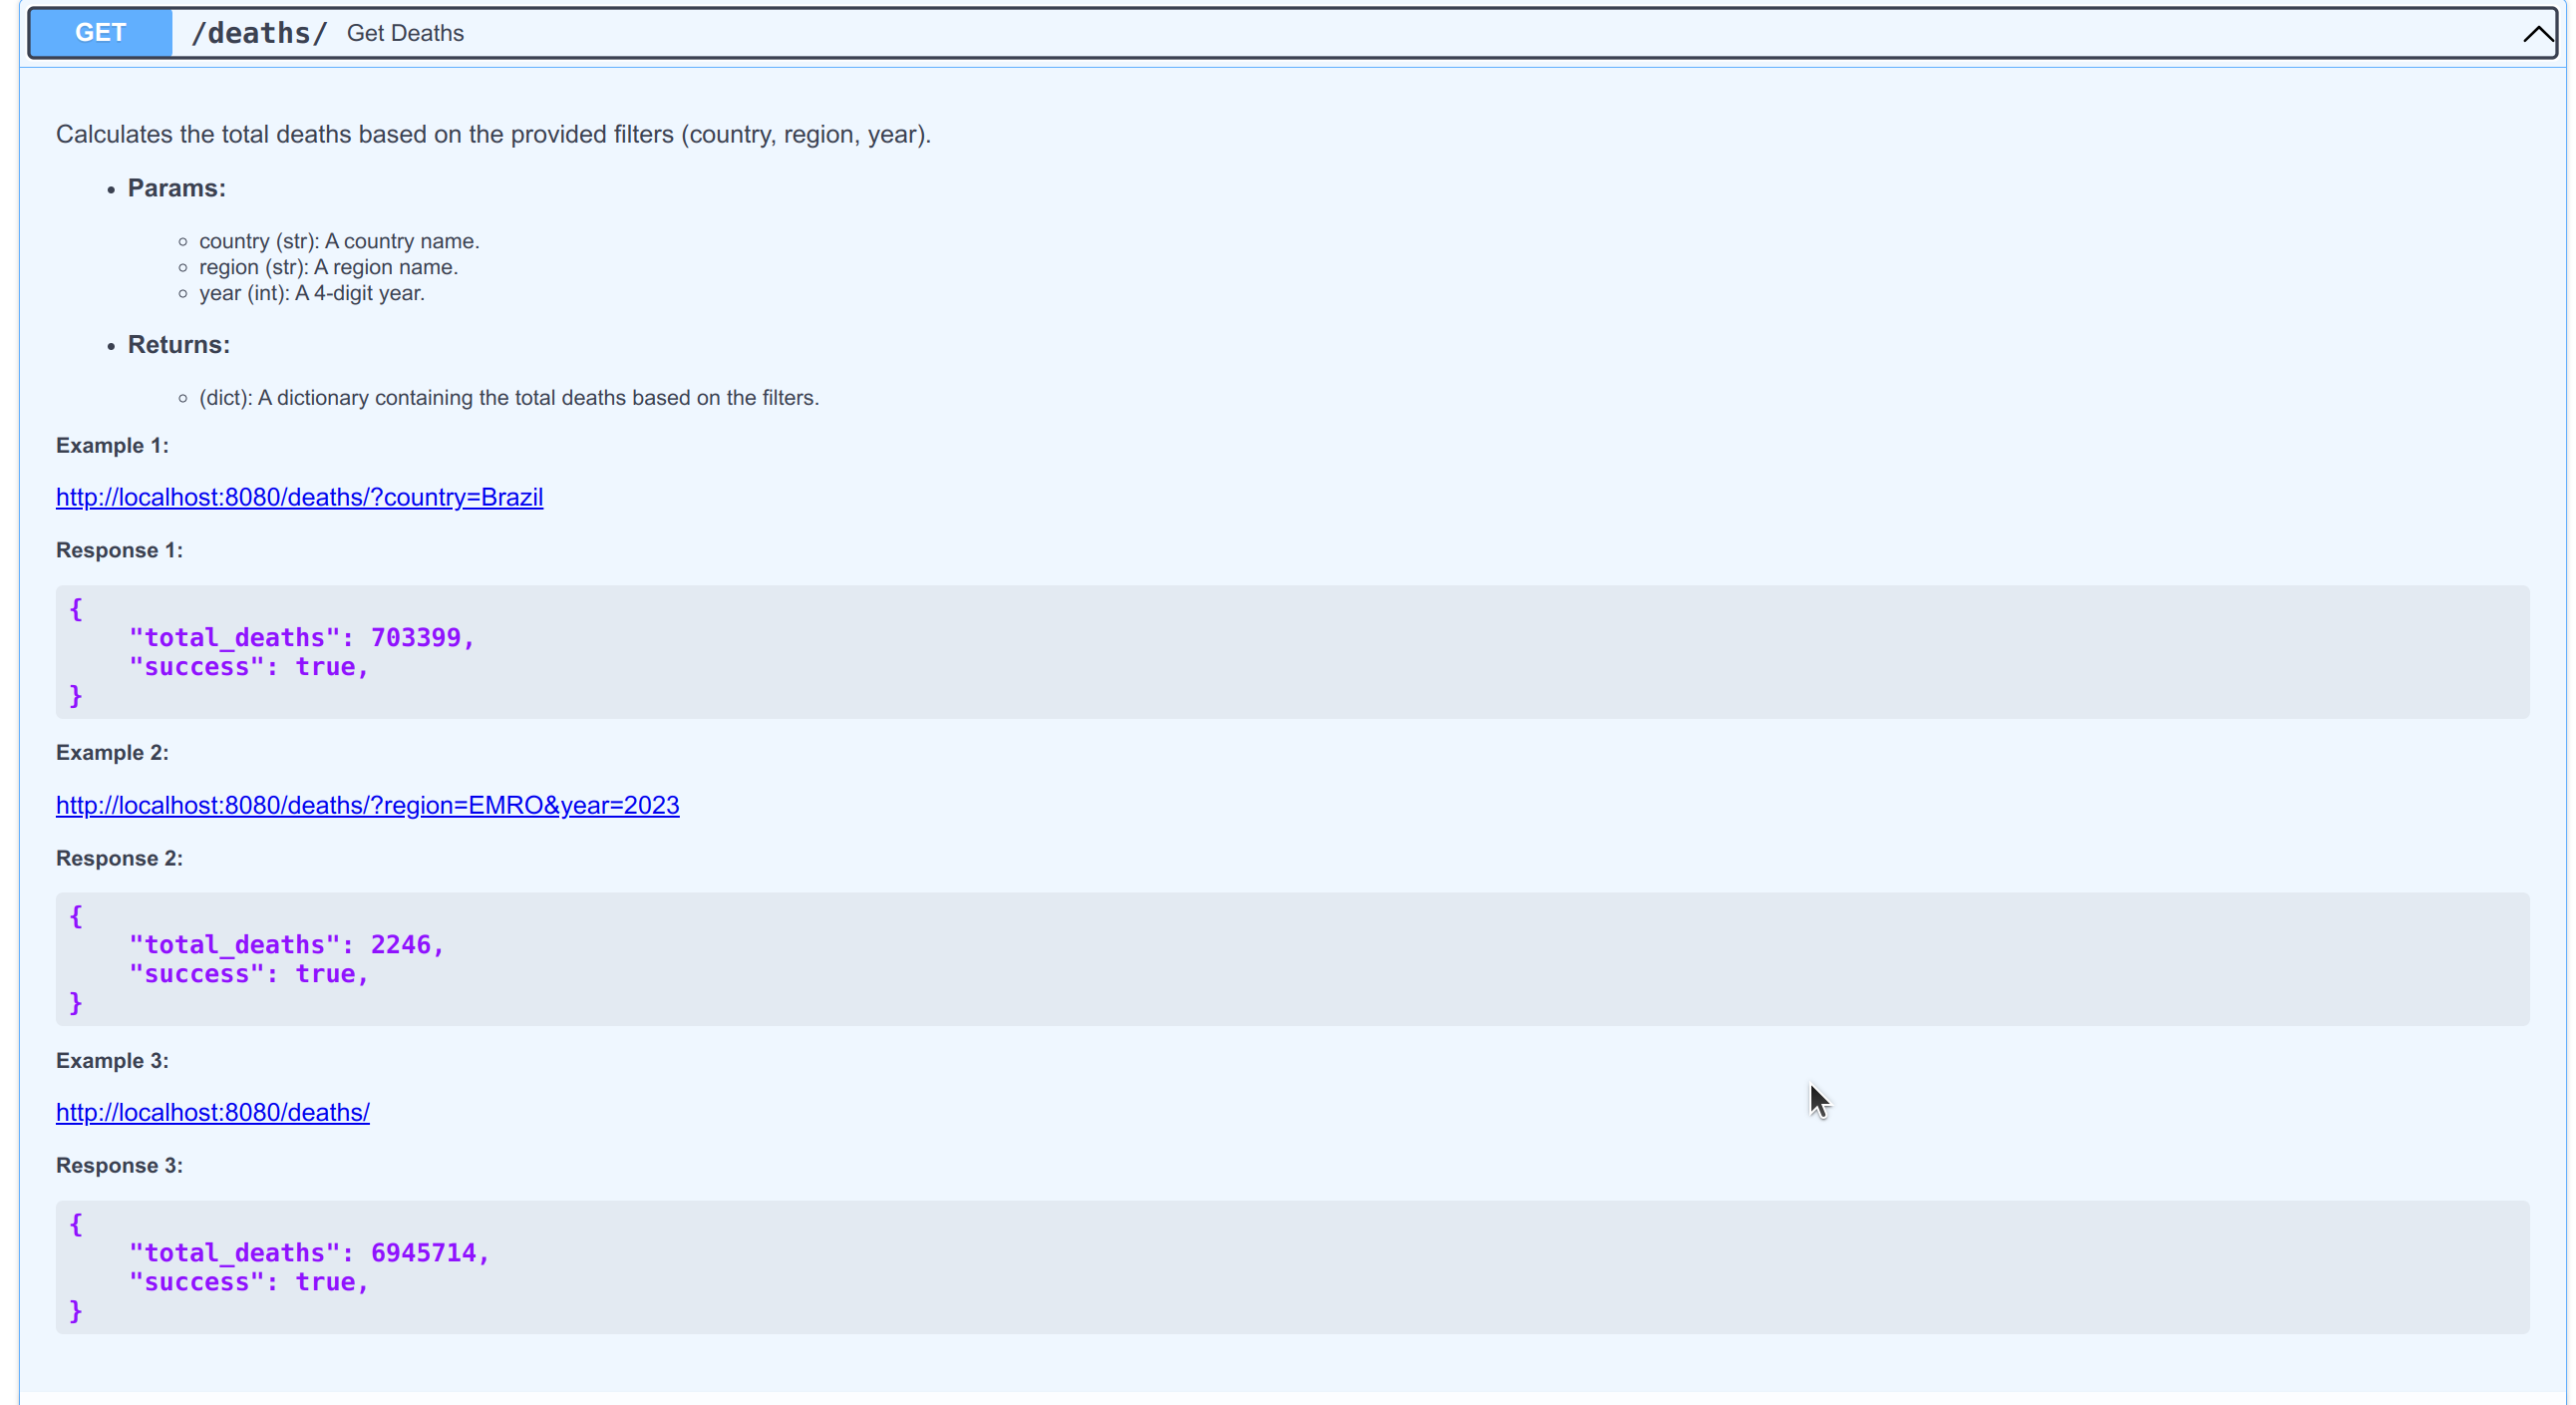 GET /deaths/ Get Deaths
Calculates the total deaths based on the provided filters (country, region, year).
Params:
country (str): A country name.
region (str): A region name.
year (int): A 4-digit year.
Returns:
(dict): A dictionary containing the total deaths based on the filters.
Example 1:
http://localhost:8080/deaths/?country=Brazil
Response 1:
{
    "total_deaths": 703399,
    "success": true,
}
Example 2:
http://localhost:8080/deaths/?region=EMRO&year=2023
Response 2:
{
    "total_deaths": 2246,
    "success": true,
}
Example 3:
http://localhost:8080/deaths/
Response 3:
{
    "total_deaths": 6945714,
    "success": true,
}